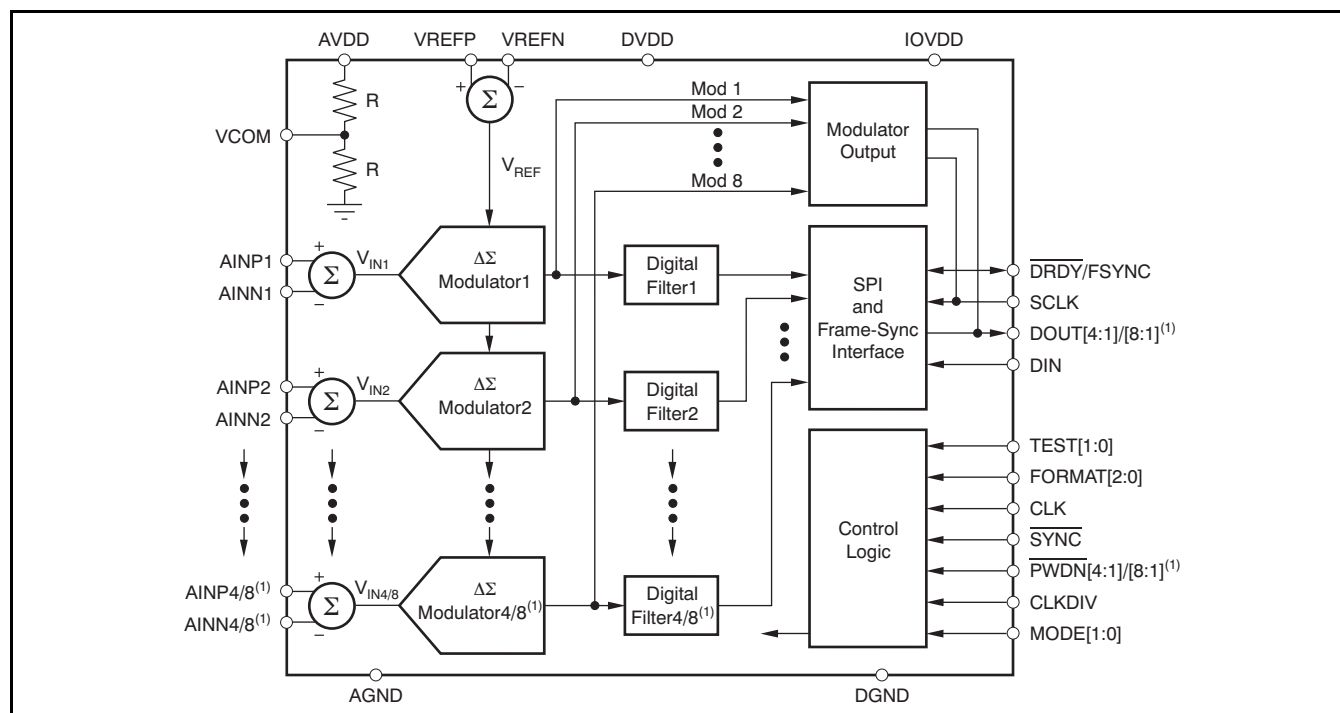 AVDD
VREFP
VREFN
DVDD
IOVDD
R
VCOM
R
+
−
Σ
VREF
Mod 1
Mod 2
Mod 8
Modulator
Output
AINP1
AINN1
+
−
Σ
VIN1
ΔΣ
Modulator1
Digital
Filter1
SPI
and
Frame-Sync
Interface
DRDY/FSYNC
SCLK
DOUT[4:1]/[8:1](1)
DIN
AINP2
AINN2
+
−
Σ
VIN2
ΔΣ
Modulator2
Digital
Filter2
Control
Logic
TEST[1:0]
FORMAT[2:0]
CLK
SYNC
PWDN[4:1]/[8:1](1)
CLKDIV
MODE[1:0]
AINP4/8(1)
AINN4/8(1)
+
−
Σ
VIN4/8
ΔΣ
Modulator4/8(1)
Digital
Filter4/8(1)
AGND
DGND